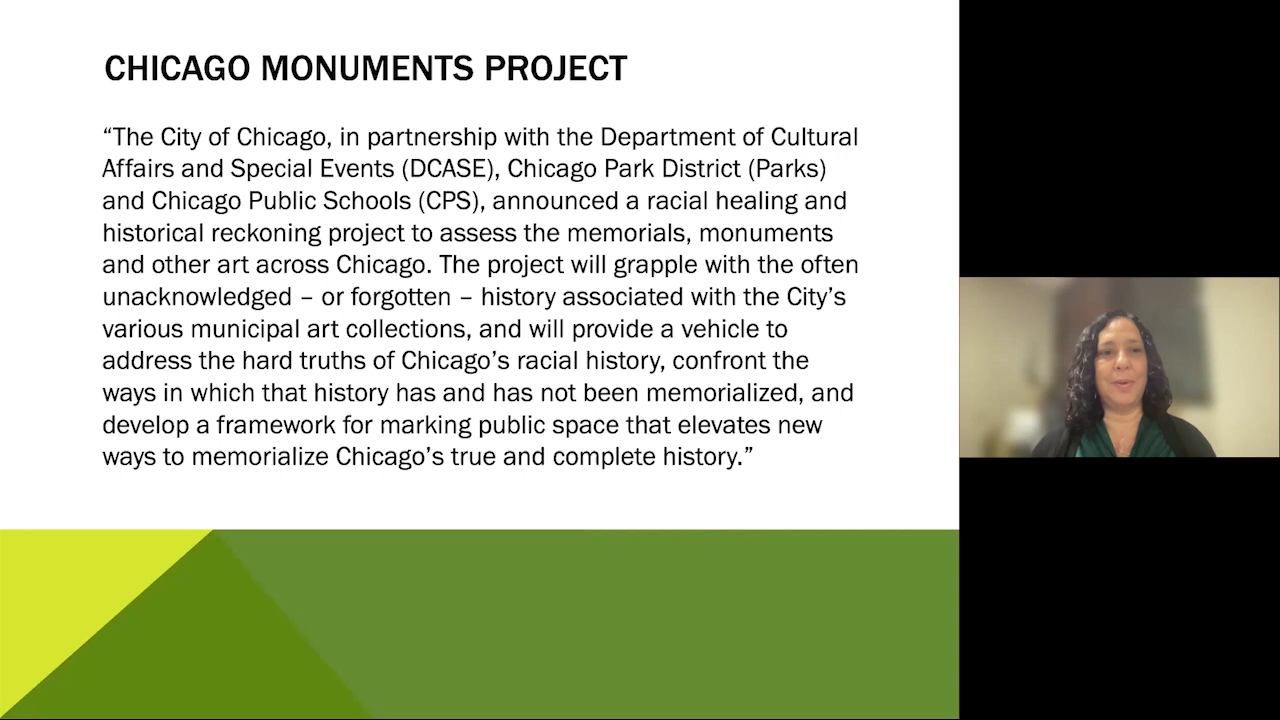 CHICAGO MONUMENTS PROJECT
“The City of Chicago, in partnership with the Department of Cultural
Affairs and Special Events (DCASE), Chicago Park District (Parks)
and Chicago Public Schools (CPS), announced a racial healing and
historical reckoning project to assess the memorials, monuments
and other art across Chicago. The project will grapple with the often
unacknowledged – or forgotten – history associated with the City’s
various municipal art collections, and will provide a vehicle to
address the hard truths of Chicago’s racial history, confront the
ways in which that history has and has not been memorialized, and
develop a framework for marking public space that elevates new
ways to memorialize Chicago’s true and complete history.”